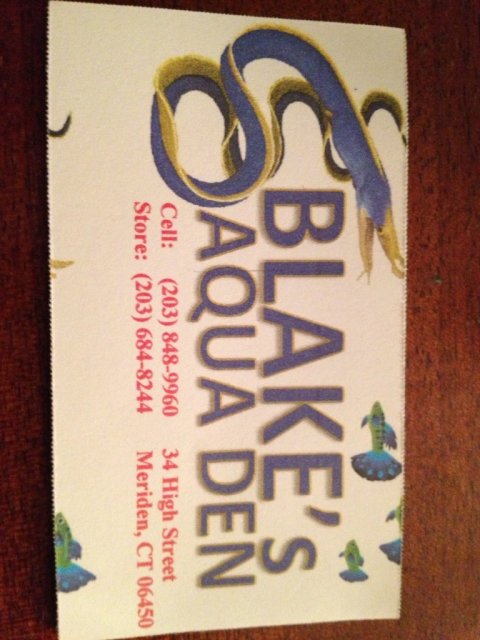 BLAKE'S
AQUA DEN
Cell: (203) 848-9960 34 High Street
Store: (203) 684-8244 Meriden, CT 06450